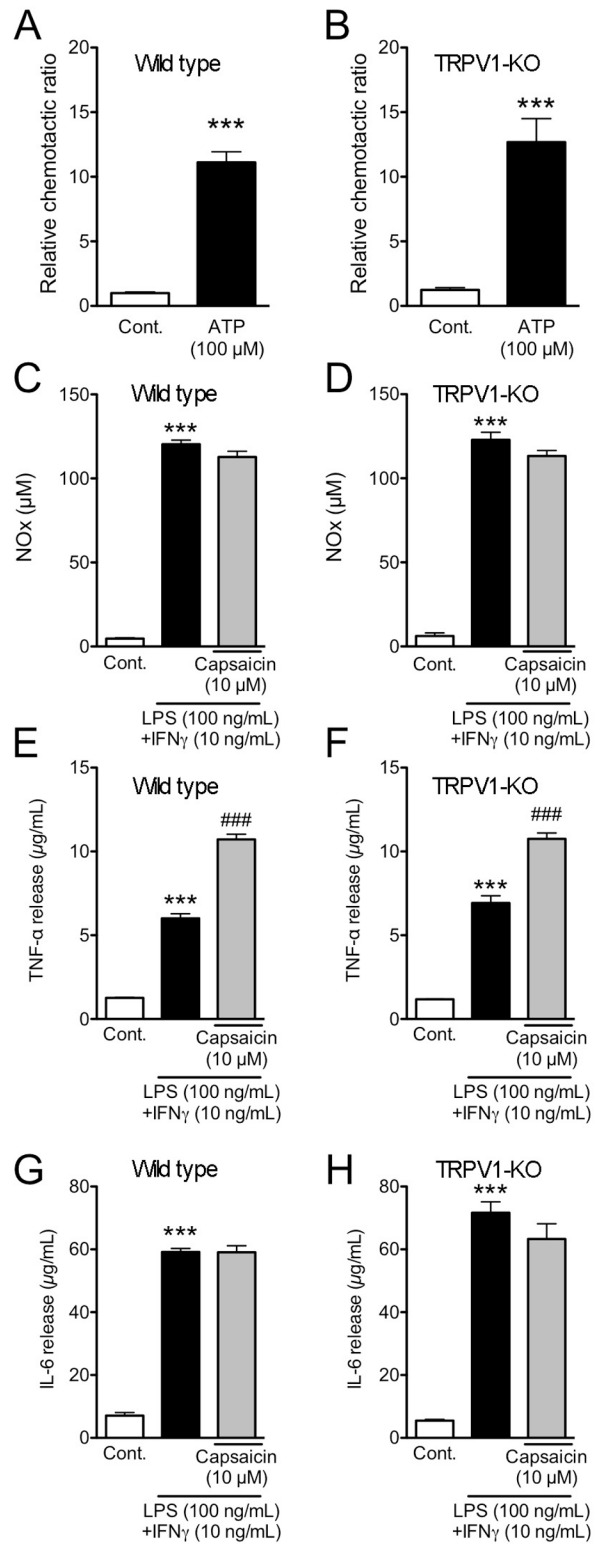 A
Wild type
20
15
10
5
0
Relative chemotactic ratio
***
Cont.
ATP
(100 µM)
B
TRPV1-KO
20
15
10
5
0
Relative chemotactic ratio
***
Cont.
ATP
(100 µM)
C
Wild type
150
100
50
0
NOx (µM)
***
Cont.
Capsaicin
(10 µM)
LPS (100 ng/mL)
+IFNγ (10 ng/mL)
D
TRPV1-KO
150
100
50
0
NOx (µM)
***
Cont.
Capsaicin
(10 µM)
LPS (100 ng/mL)
+IFNγ (10 ng/mL)
E
Wild type
15
10
5
0
TNF-α release (µg/mL)
***
###
Cont.
Capsaicin
(10 µM)
LPS (100 ng/mL)
+IFNγ (10 ng/mL)
F
TRPV1-KO
15
10
5
0
TNF-α release (µg/mL)
***
###
Cont.
Capsaicin
(10 µM)
LPS (100 ng/mL)
+IFNγ (10 ng/mL)
G
Wild type
80
60
40
20
0
IL-6 release (µg/mL)
***
Cont.
Capsaicin
(10 µM)
LPS (100 ng/mL)
+IFNγ (10 ng/mL)
H
TRPV1-KO
80
60
40
20
0
IL-6 release (µg/mL)
***
Cont.
Capsaicin
(10 µM)
LPS (100 ng/mL)
+IFNγ (10 ng/mL)